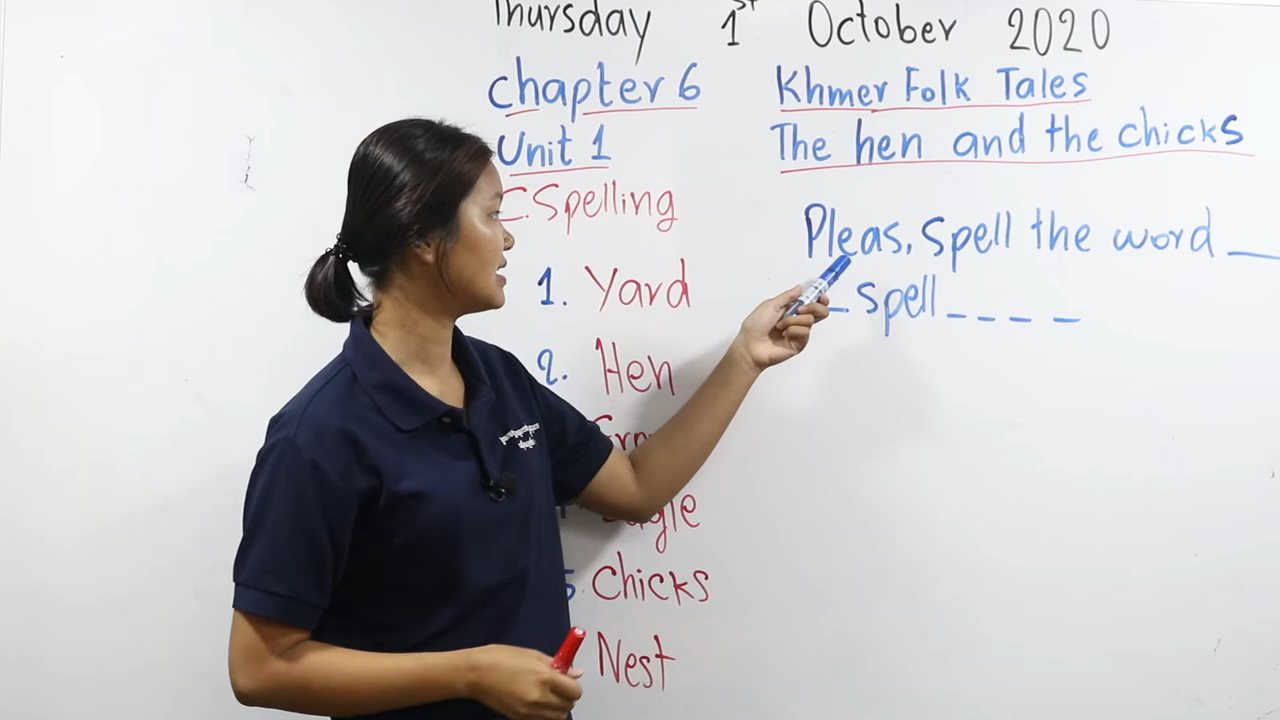 Thursday 1st October 2020
Chapter 6 Khmer Folk Tales
Unit 1 The hen and the chicks
C. Spelling
Pleas, Spell the word _
_ spell _ _ _ _
1. Yard
2. Hen
Eagle
5 Chicks
Nest